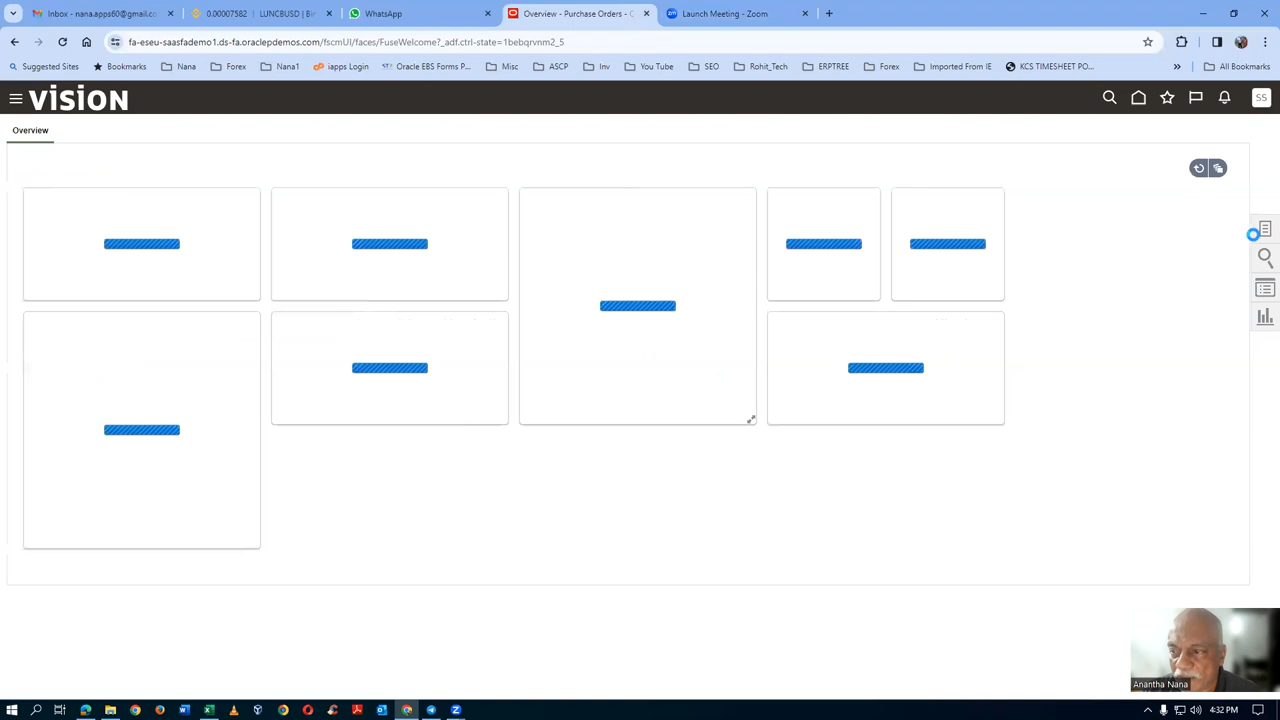 Inbox - nana.apps60@gmail.co
0.00007582 | LUNCBUSD | Bin
WhatsApp
Overview - Purchase Orders - O
Launch Meeting - Zoom
fa-eseu-saasfademo1.ds-fa.oraclepdemos.com/fscmUI/faces/FuseWelcome?_adf.ctrl-state=1bebqrvnm2_5
Suggested Sites
Bookmarks
Nana
Forex
Nana1
iapps Login
Oracle EBS Forms P...
Misc
ASCP
Inv
You Tube
SEO
Rohit_Tech
ERPTREE
Forex
Imported From IE
KCS TIMESHEET PO...
All Bookmarks
VISION
SS
Overview
Anantha Nana
4:32 PM